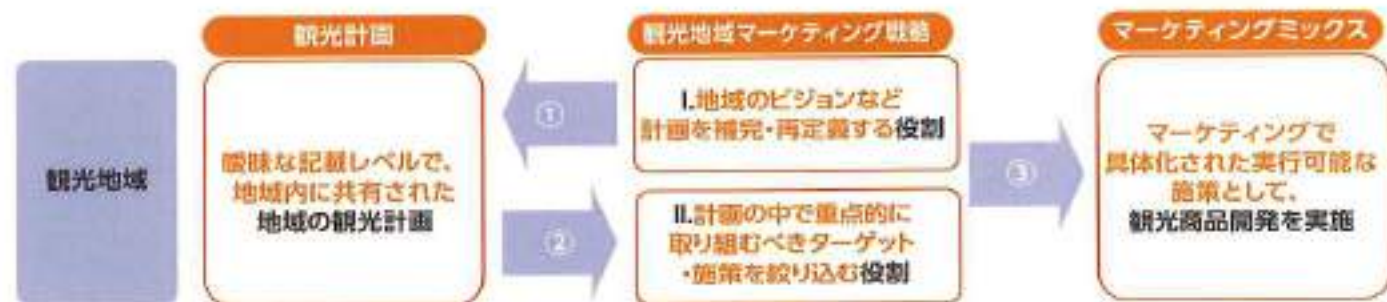 観光計画
観光地域マーケティング戦略
マーケティングミックス
観光地域
曖昧な記載レベルで、
地域内に共有された
地域の観光計画
①
②
I.地域のビジョンなど
計画を補完・再定義する役割
II.計画の中で重点的に
取り組むべきターゲット
・施策を絞り込む役割
③
マーケティングで
具体化された実行可能な
施策として、
観光商品開発を実施